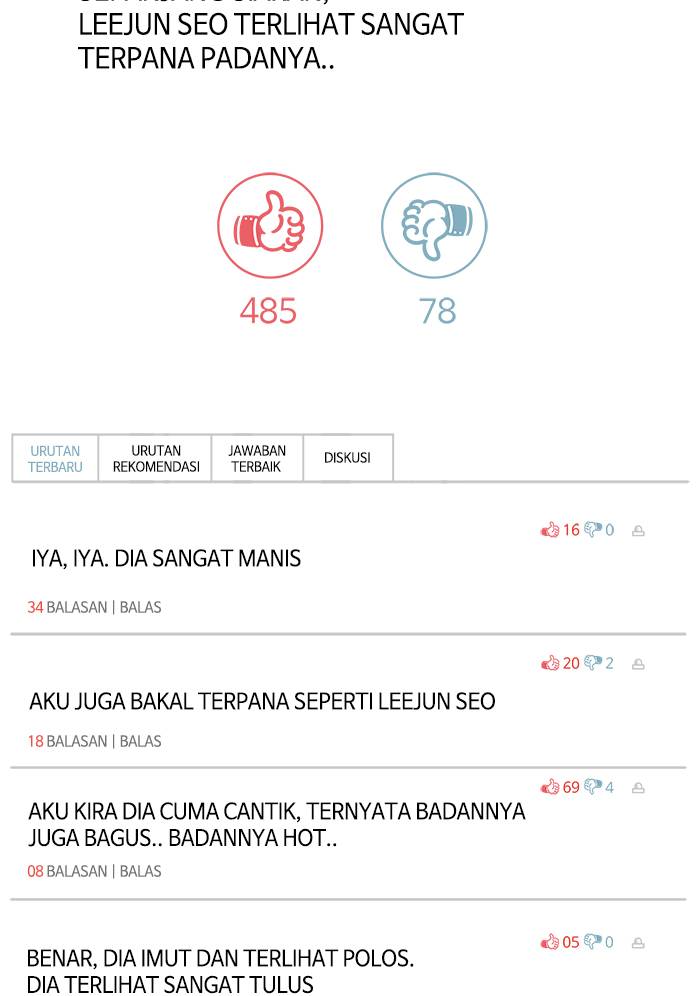 LEEJUN SEO TERLIHAT SANGAT
TERPANA PADANYA..
485 78
URUTAN TERBARU
URUTAN REKOMENDASI
JAWABAN TERBAIK
DISKUSI
16 0
IYA, IYA. DIA SANGAT MANIS
34 BALASAN | BALAS
20 2
AKU JUGA BAKAL TERPANA SEPERTI LEEJUN SEO
18 BALASAN | BALAS
69 4
AKU KIRA DIA CUMA CANTIK, TERNYATA BADANNYA
JUGA BAGUS.. BADANNYA HOT..
08 BALASAN | BALAS
05 0
BENAR, DIA IMUT DAN TERLIHAT POLOS.
DIA TERLIHAT SANGAT TULUS